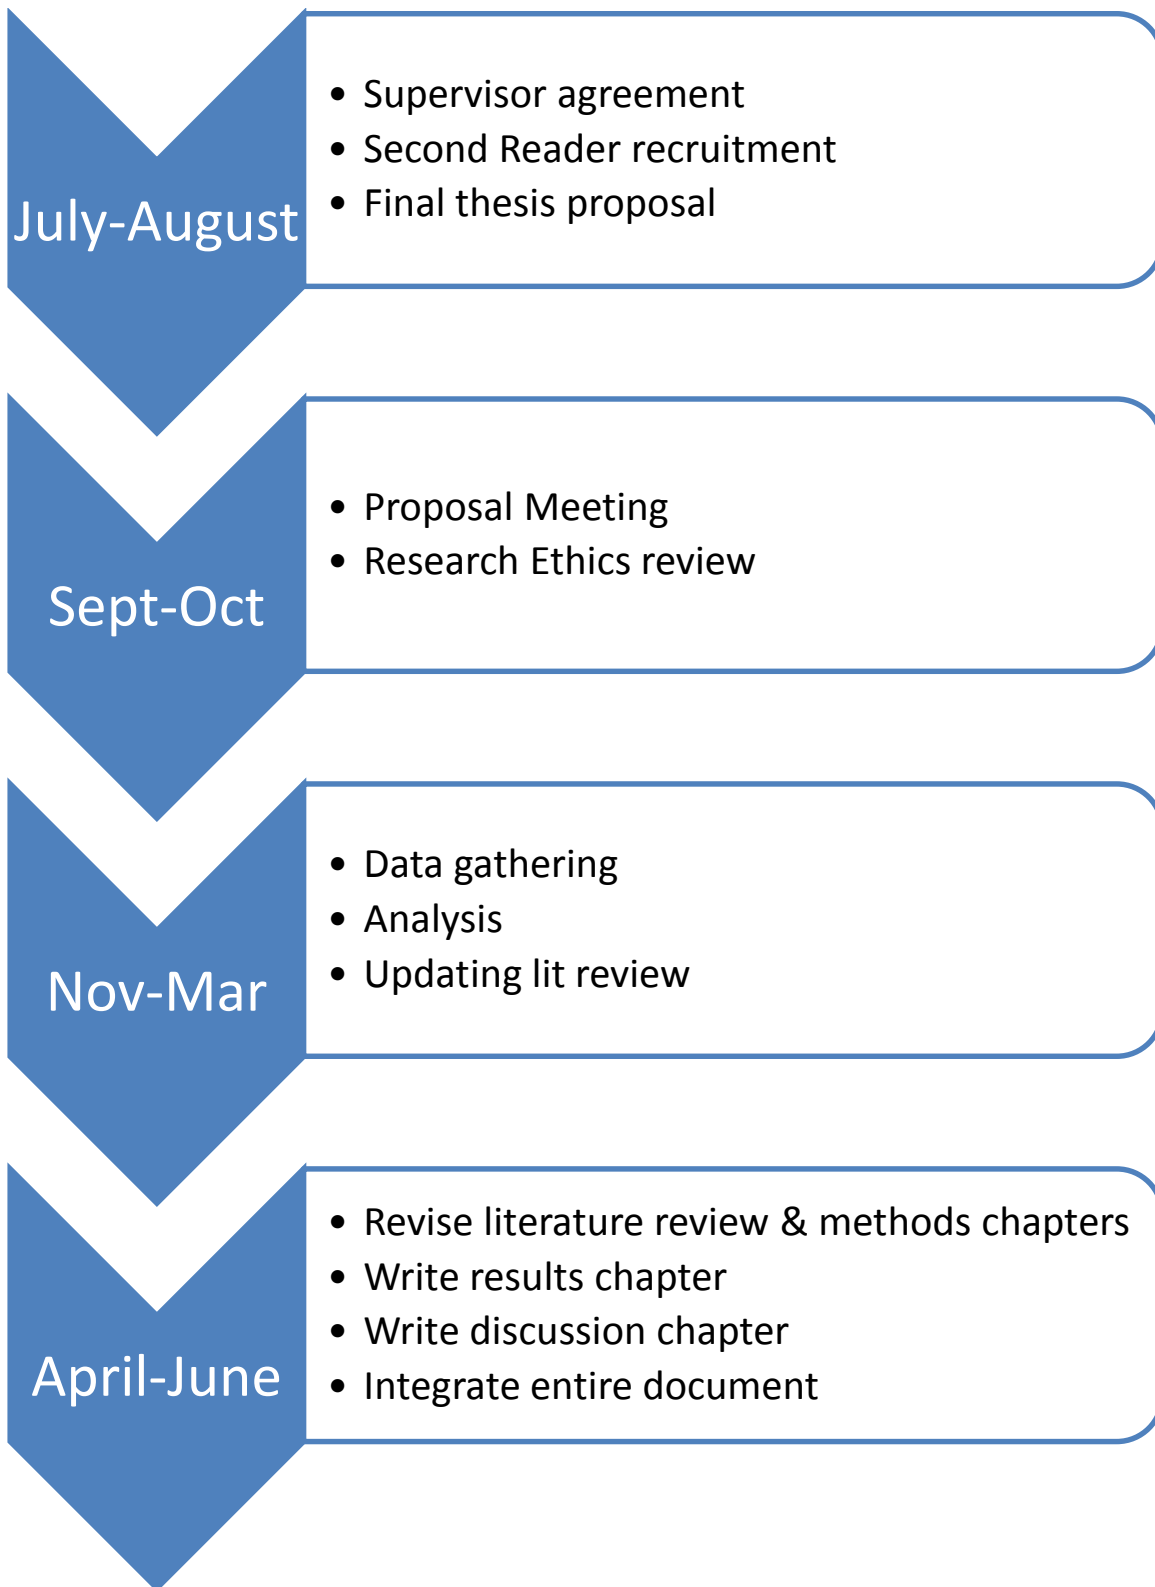 July-August
• Supervisor agreement
• Second Reader recruitment
• Final thesis proposal
Sept-Oct
• Proposal Meeting
• Research Ethics review
Nov-Mar
• Data gathering
• Analysis
• Updating lit review
April-June
• Revise literature review & methods chapters
• Write results chapter
• Write discussion chapter
• Integrate entire document